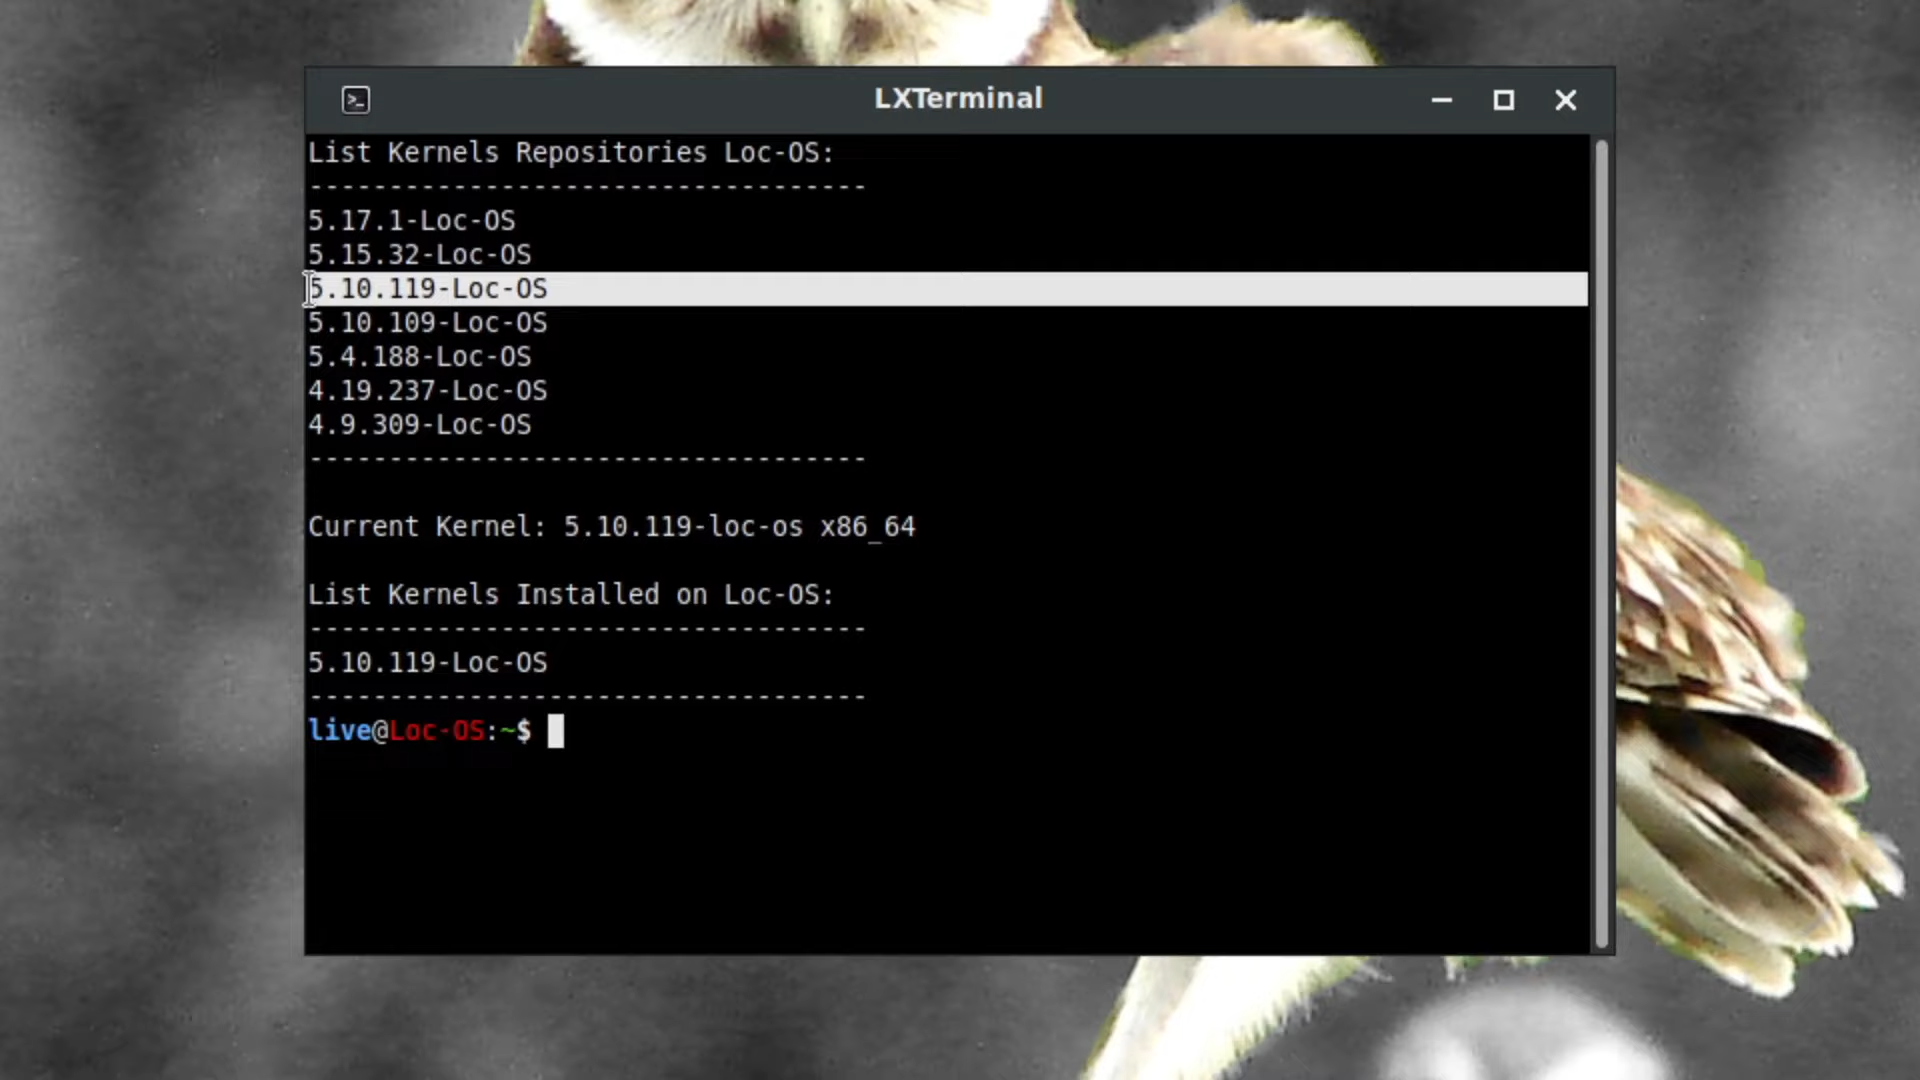 LXTerminal
List Kernels Repositories Loc-OS:
-----------------------------------
5.17.1-Loc-OS
5.15.32-Loc-OS
5.10.119-Loc-OS
5.10.109-Loc-OS
5.4.188-Loc-OS
4.19.237-Loc-OS
4.9.309-Loc-OS
-----------------------------------
Current Kernel: 5.10.119-loc-os x86_64
List Kernels Installed on Loc-OS:
-----------------------------------
5.10.119-Loc-OS
-----------------------------------
live@Loc-OS:~$